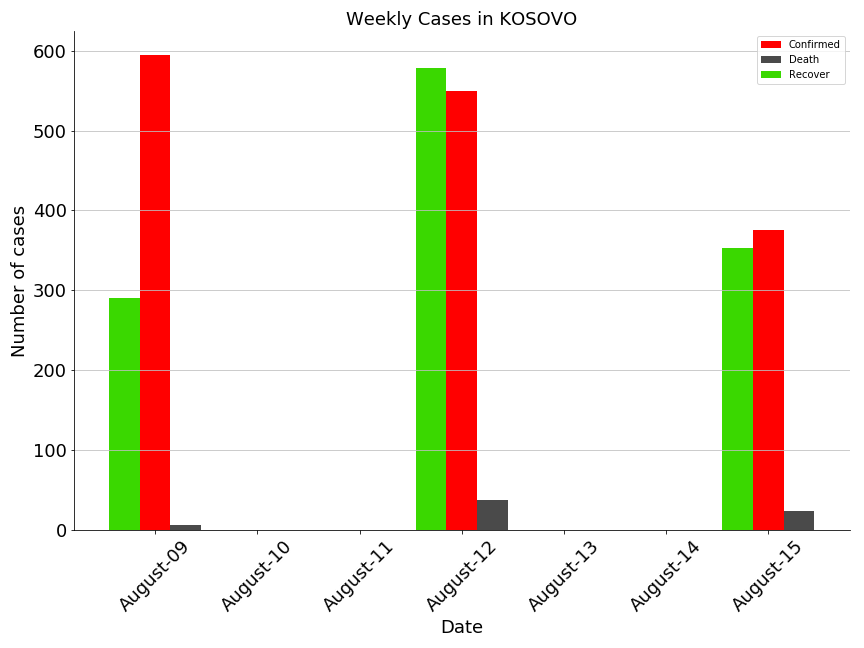 Weekly Cases in KOSOVO
Confirmed
Death
Recover
Number of cases
600
500
400
300
200
100
0
August-09
August-10
August-11
August-12
August-13
August-14
August-15
Date